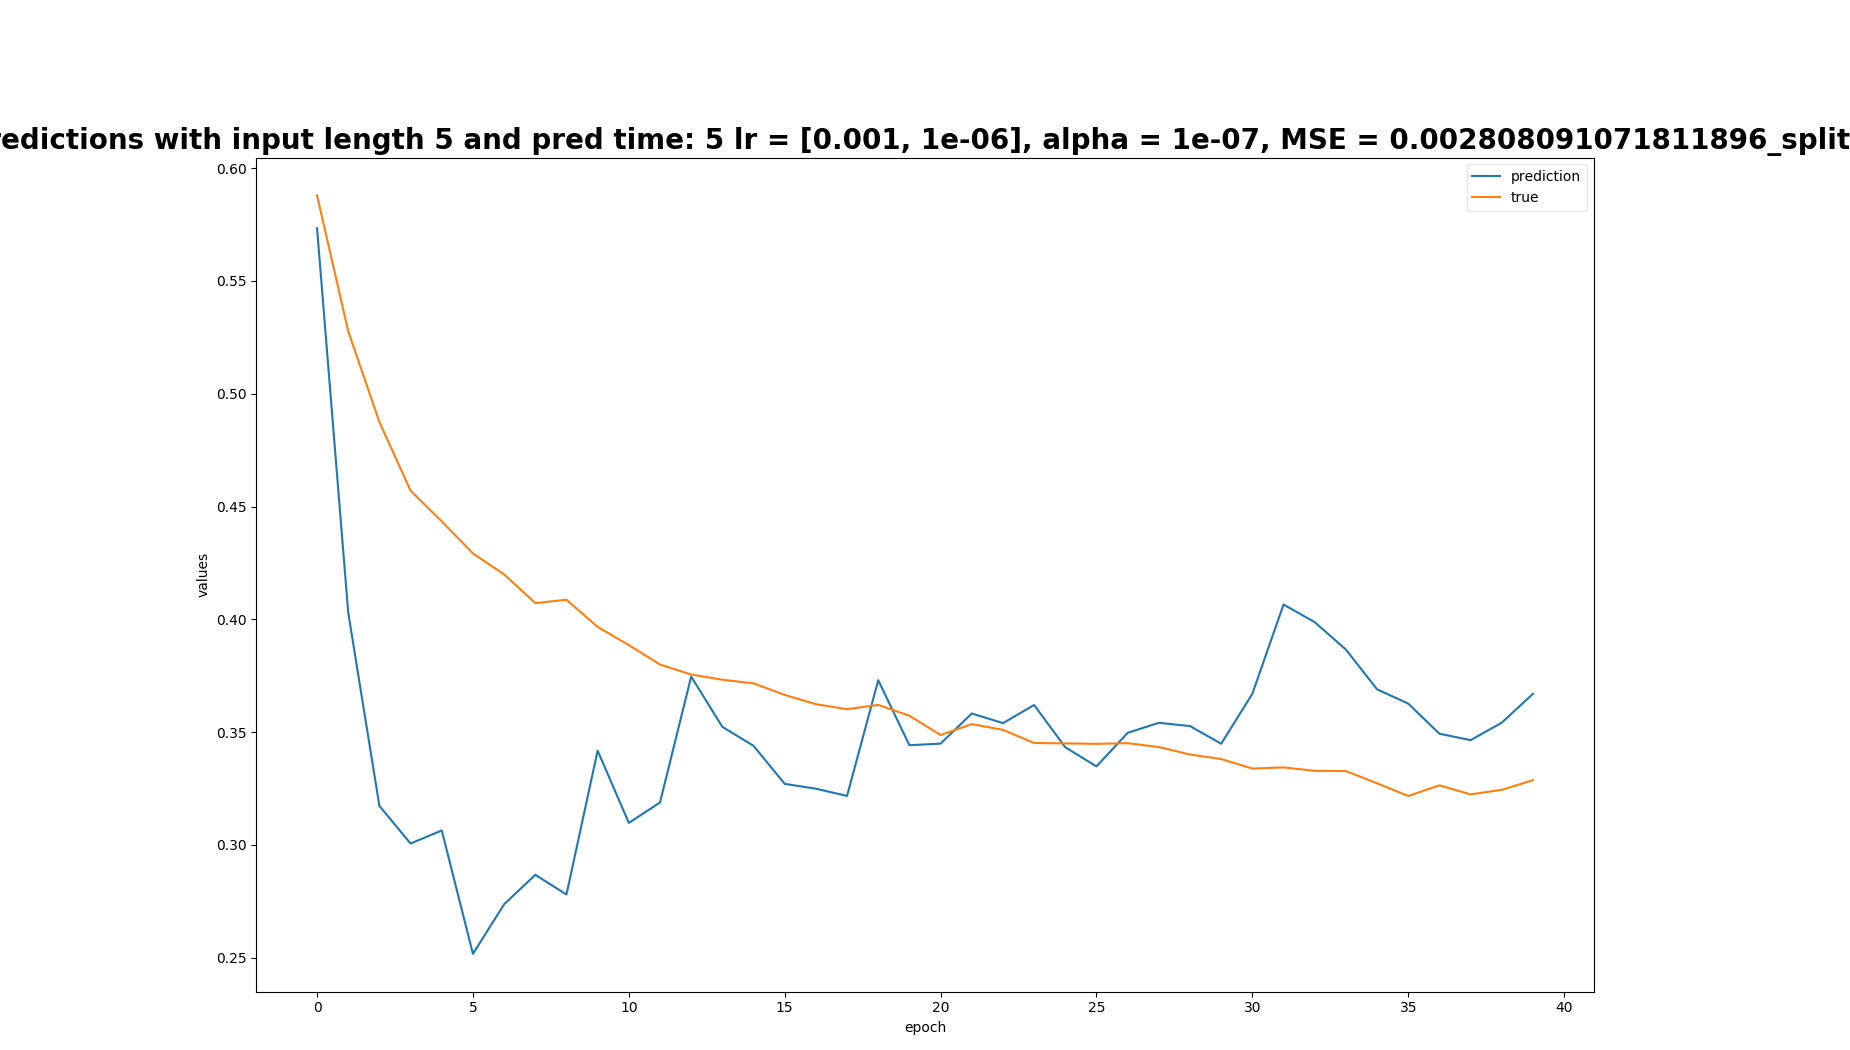 redictions with input length 5 and pred time: 5 lr = [0.001, 1e-06], alpha = 1e-07, MSE = 0.002808091071811896_split
prediction
true
0.60
0.55
0.50
0.45
0.40
0.35
0.30
0.25
values
0 5 10 15 20 25 30 35 40
epoch